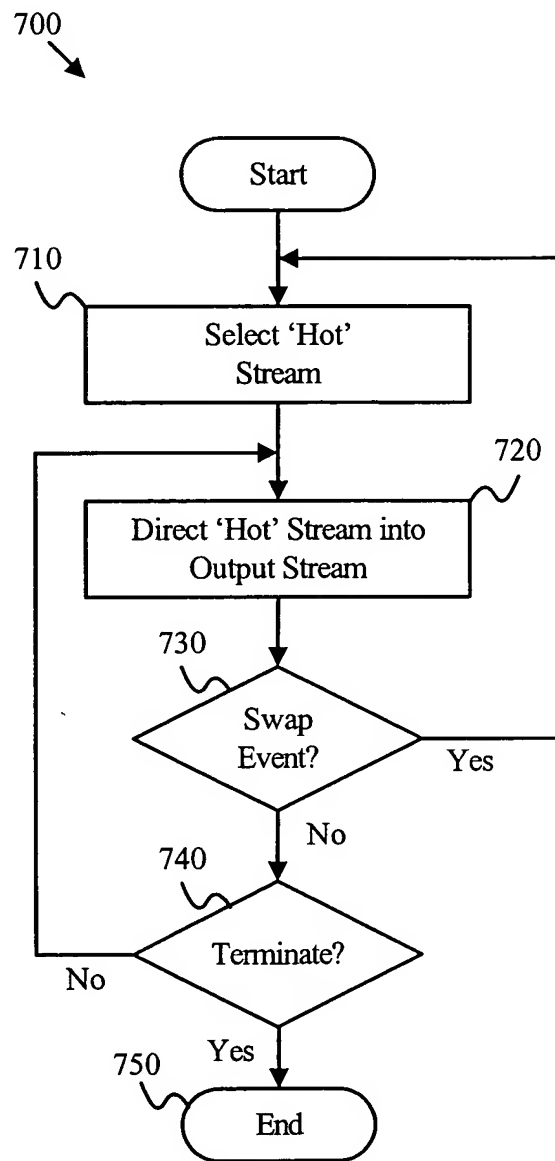 700
Start
710
Select ‘Hot’
Stream
720
Direct ‘Hot’ Stream into
Output Stream
730
Swap
Event?
Yes
No
740
Terminate?
No
Yes
750
End